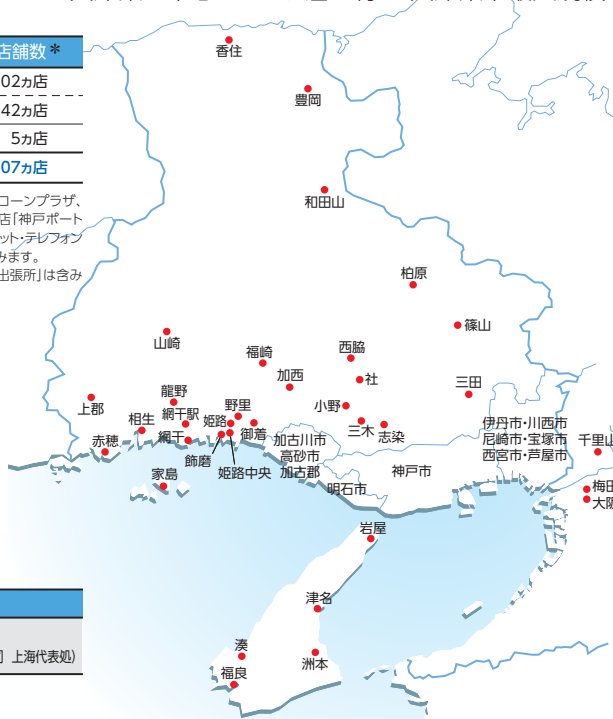 店舗数*
02ヵ店
42ヵ店
5ヵ店
07ヵ店
コーンプラザ、
店「神戸ポート
ット・テレフォン
みます。
出張所」は含み
香住
豊岡
和田山
柏原
篠山
山崎
福崎
西脇
加西
社
三田
上郡
龍野
小野
相生
網干駅
姫路
野里
三木
志染
赤穂
網干
御着
飾磨
姫路中央
家島
加古川市
高砂市
加古郡
明石市
神戸市
伊丹市・川西市
尼崎市・宝塚市
西宮市・芦屋市
千里山
梅田
大阪
岩屋
津名
湊
洲本
福良
上海代表処)